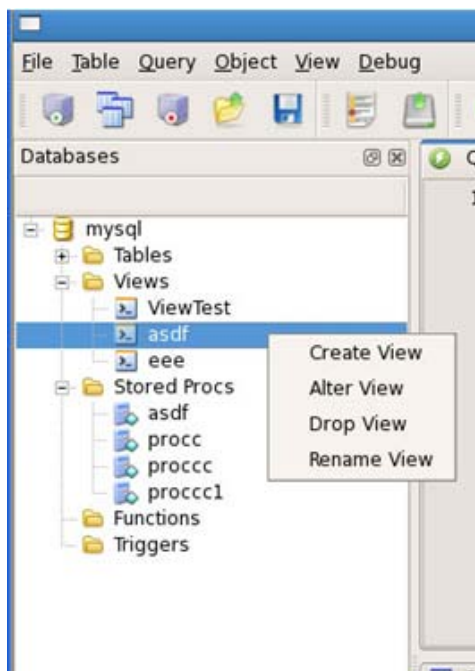 File Table Query Object View Debug
Databases
mysql
Tables
Views
ViewTest
asdf
eee
Create View
Alter View
Drop View
Rename View
Stored Procs
asdf
procc
proccc
proccc1
Functions
Triggers